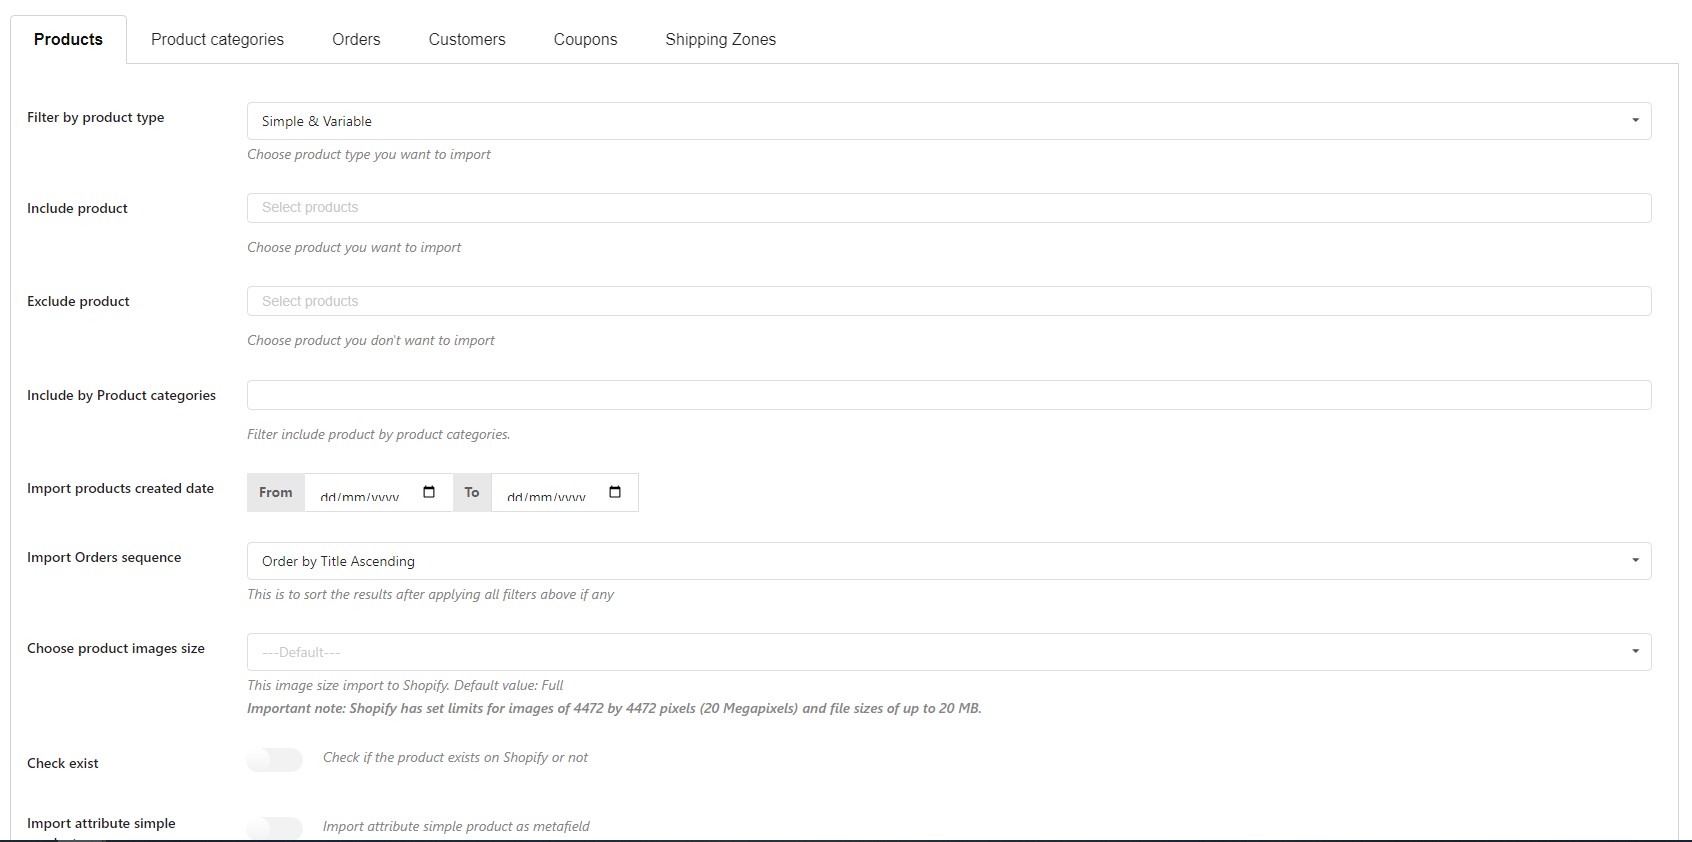 Products Product categories Orders Customers Coupons Shipping Zones
Filter by product type Simple & Variable
Choose product type you want to import
Include product Select products
Choose product you want to import
Exclude product Select products
Choose product you don't want to import
Include by Product categories
Filter include product by product categories.
Import products created date From dd/mm/yyyy To dd/mm/yyyy
Import Orders sequence Order by Title Ascending
This is to sort the results after applying all filters above if any
Choose product images size ---Default---
This image size import to Shopify. Default value: Full
Important note: Shopify has set limits for images of 4472 by 4472 pixels (20 Megapixels) and file sizes of up to 20 MB.
Check exist Check if the product exists on Shopify or not
Import attribute simple Import attribute simple product as metafield